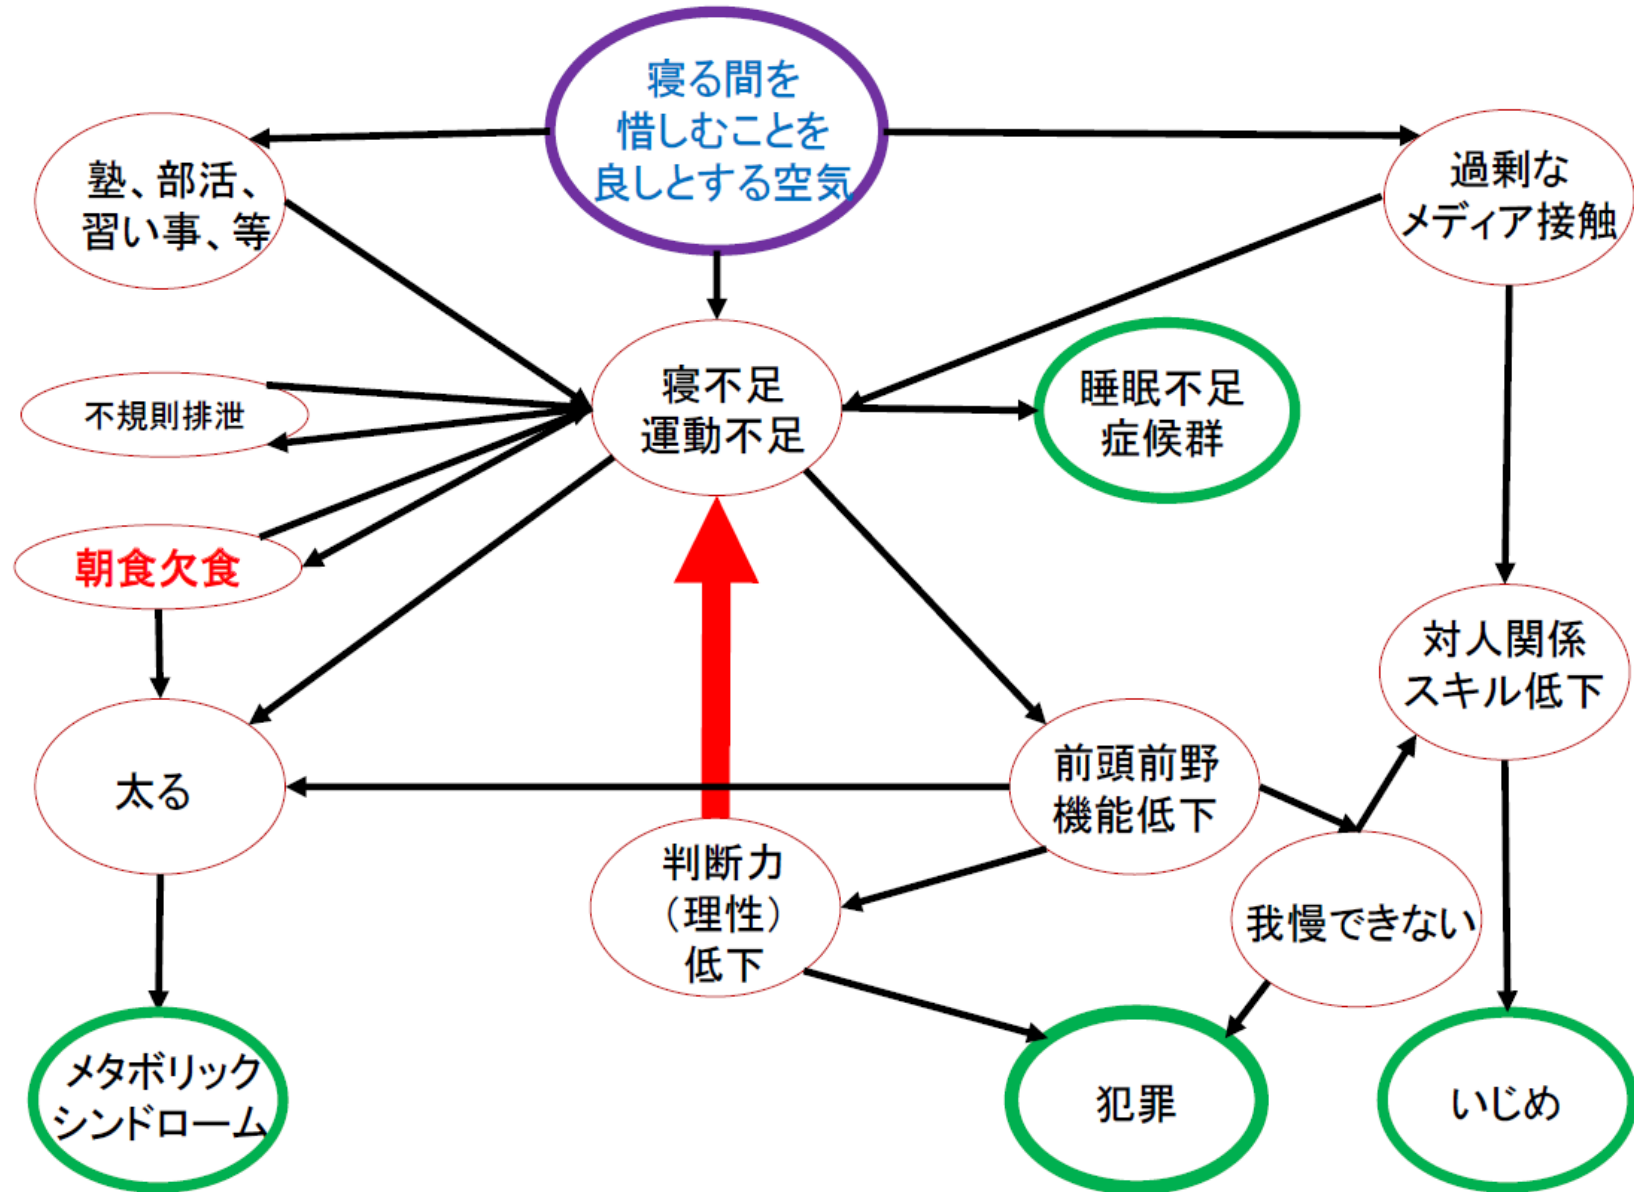 寝る間を
惜しむことを
良しとする空気
塾、部活、
習い事、等
過剰な
メディア接触
寝不足
運動不足
睡眠不足
症候群
不規則排泄
朝食欠食
対人関係
スキル低下
太る
前頭前野
機能低下
判断力
（理性）
低下
我慢できない
メタボリック
シンドローム
犯罪
いじめ